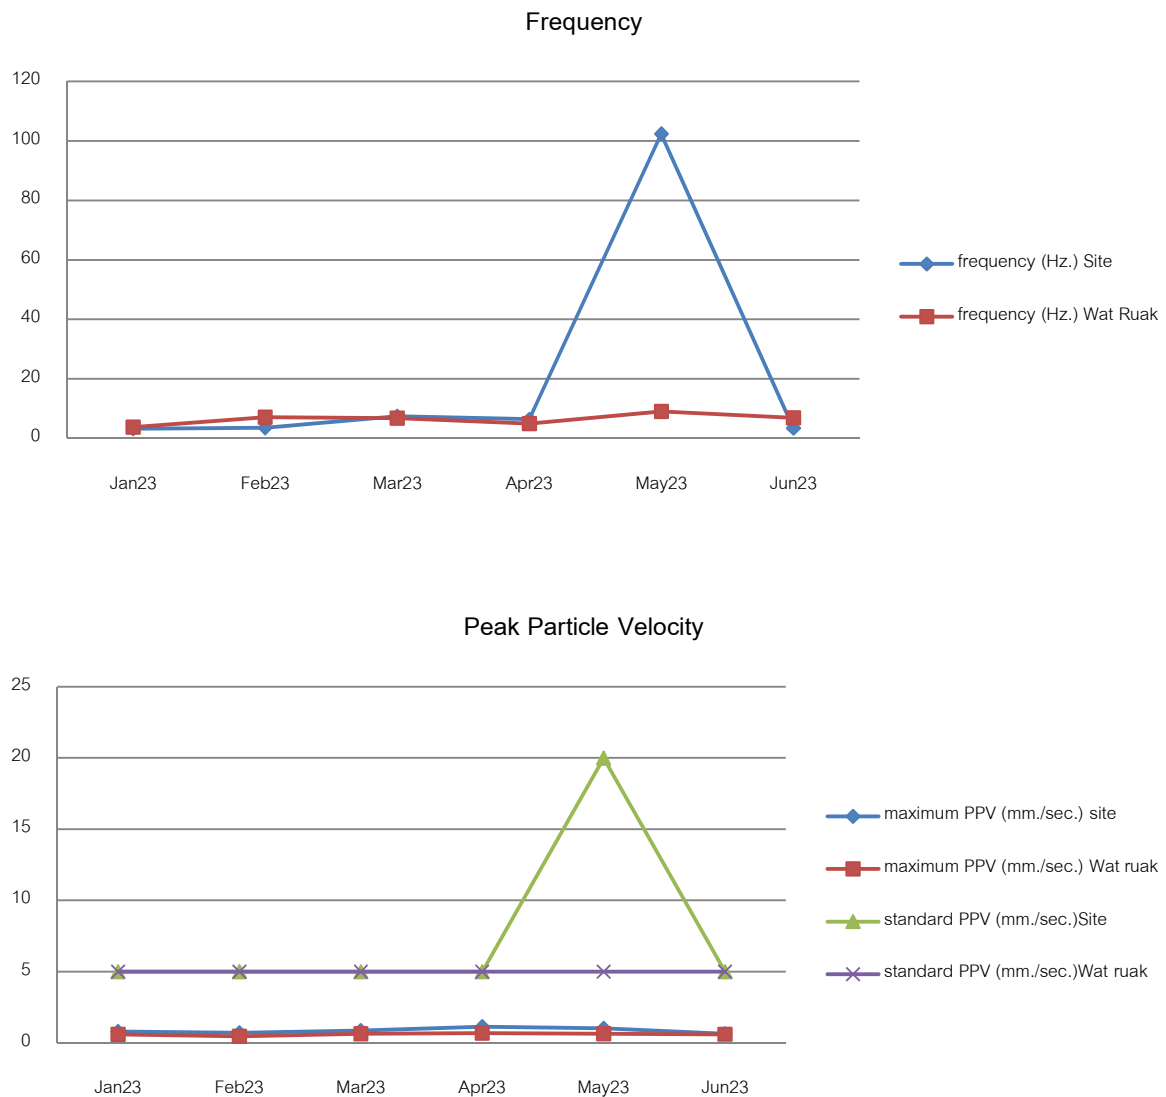 Frequency
120
100
80
60
40
20
0
Jan23 Feb23 Mar23 Apr23 May23 Jun23
frequency (Hz.) Site
frequency (Hz.) Wat Ruak
Peak Particle Velocity
25
20
15
10
5
0
Jan23 Feb23 Mar23 Apr23 May23 Jun23
maximum PPV (mm./sec.) site
maximum PPV (mm./sec.) Wat ruak
standard PPV (mm./sec.)Site
standard PPV (mm./sec.)Wat ruak